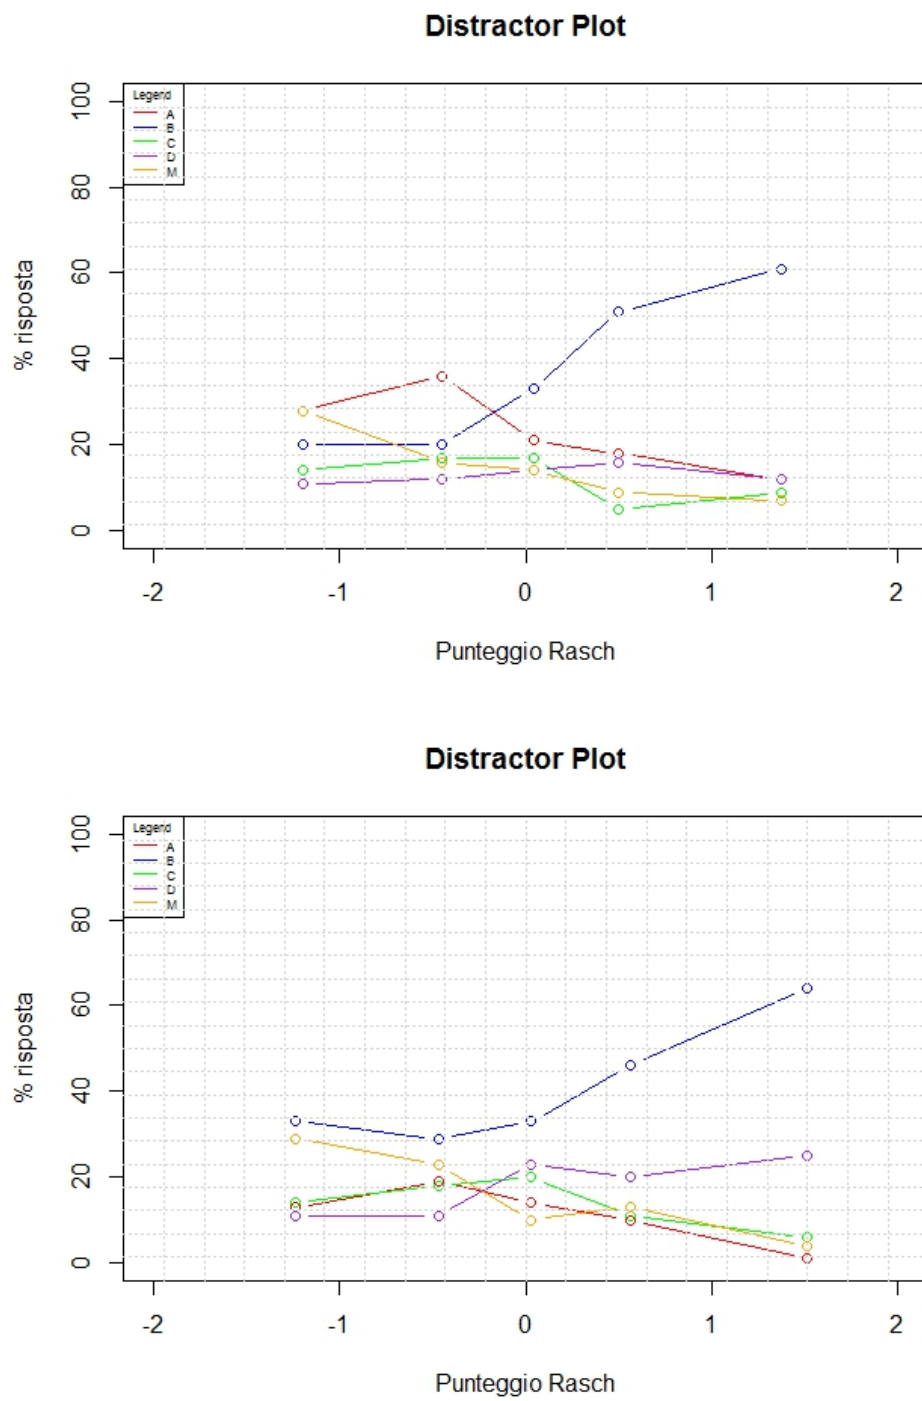 Distractor Plot
Legend
A
B
C
D
M
100
80
60
40
20
0
% risposta
-2 -1 0 1 2
Punteggio Rasch
Distractor Plot
Legend
A
B
C
D
M
100
80
60
40
20
0
% risposta
-2 -1 0 1 2
Punteggio Rasch